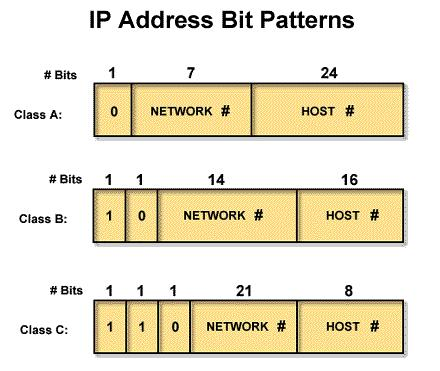 IP Address Bit Patterns
# Bits 1 7 24
Class A: 0 NETWORK # HOST #
# Bits 1 1 14 16
Class B: 1 0 NETWORK # HOST #
# Bits 1 1 1 21 8
Class C: 1 1 0 NETWORK # HOST #